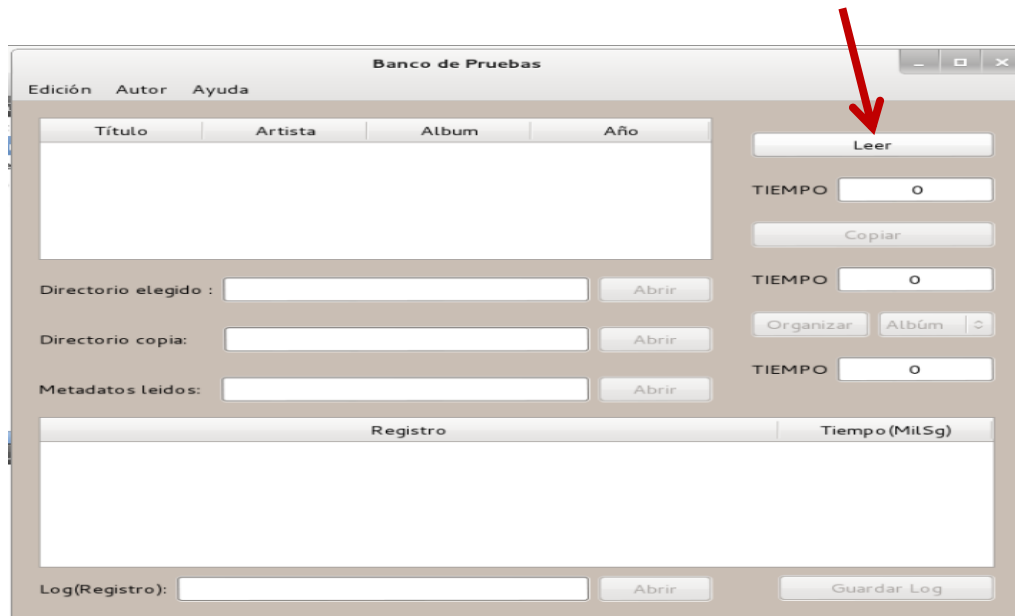 Banco de Pruebas
Edición Autor Ayuda
Título Artista Album Año
Leer
TIEMPO 0
Copiar
Directorio elegido : Abrir
TIEMPO 0
Organizar Albúm
Directorio copia: Abrir
TIEMPO 0
Metadatos leidos: Abrir
Registro Tiempo(MilSg)
Log(Registro): Abrir Guardar Log